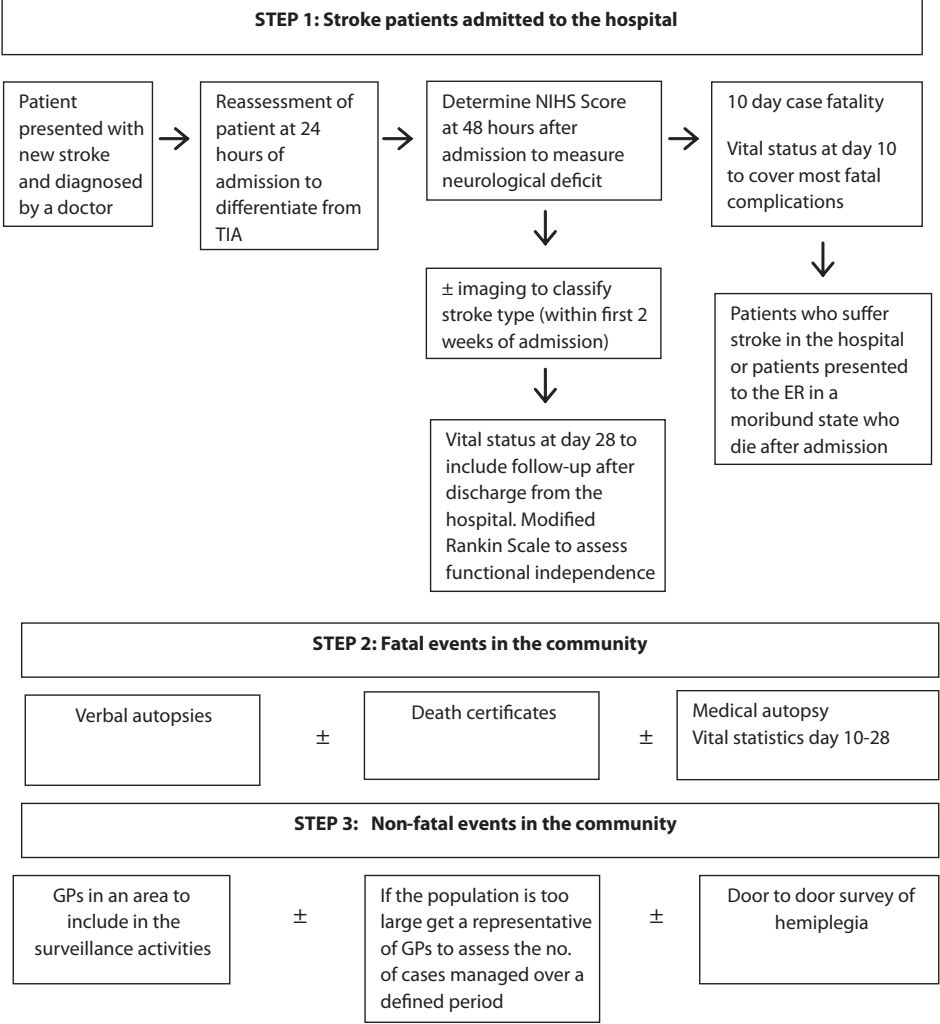 STEP 1: Stroke patients admitted to the hospital
Patient
presented with
new stroke
and diagnosed
by a doctor
Reassessment of
patient at 24
hours of
admission to
differentiate from
TIA
Determine NIHS Score
at 48 hours after
admission to measure
neurological deficit
10 day case fatality
Vital status at day 10
to cover most fatal
complications
± imaging to classify
stroke type (within first 2
weeks of admission)
Patients who suffer
stroke in the hospital
or patients presented
to the ER in a
moribund state who
die after admission
Vital status at day 28 to
include follow-up after
discharge from the
hospital. Modified
Rankin Scale to assess
functional independence
STEP 2: Fatal events in the community
Verbal autopsies
±
Death certificates
±
Medical autopsy
Vital statistics day 10-28
STEP 3: Non-fatal events in the community
GPs in an area to
include in the
surveillance activities
±
If the population is too
large get a representative
of GPs to assess the no.
of cases managed over a
defined period
±
Door to door survey of
hemiplegia